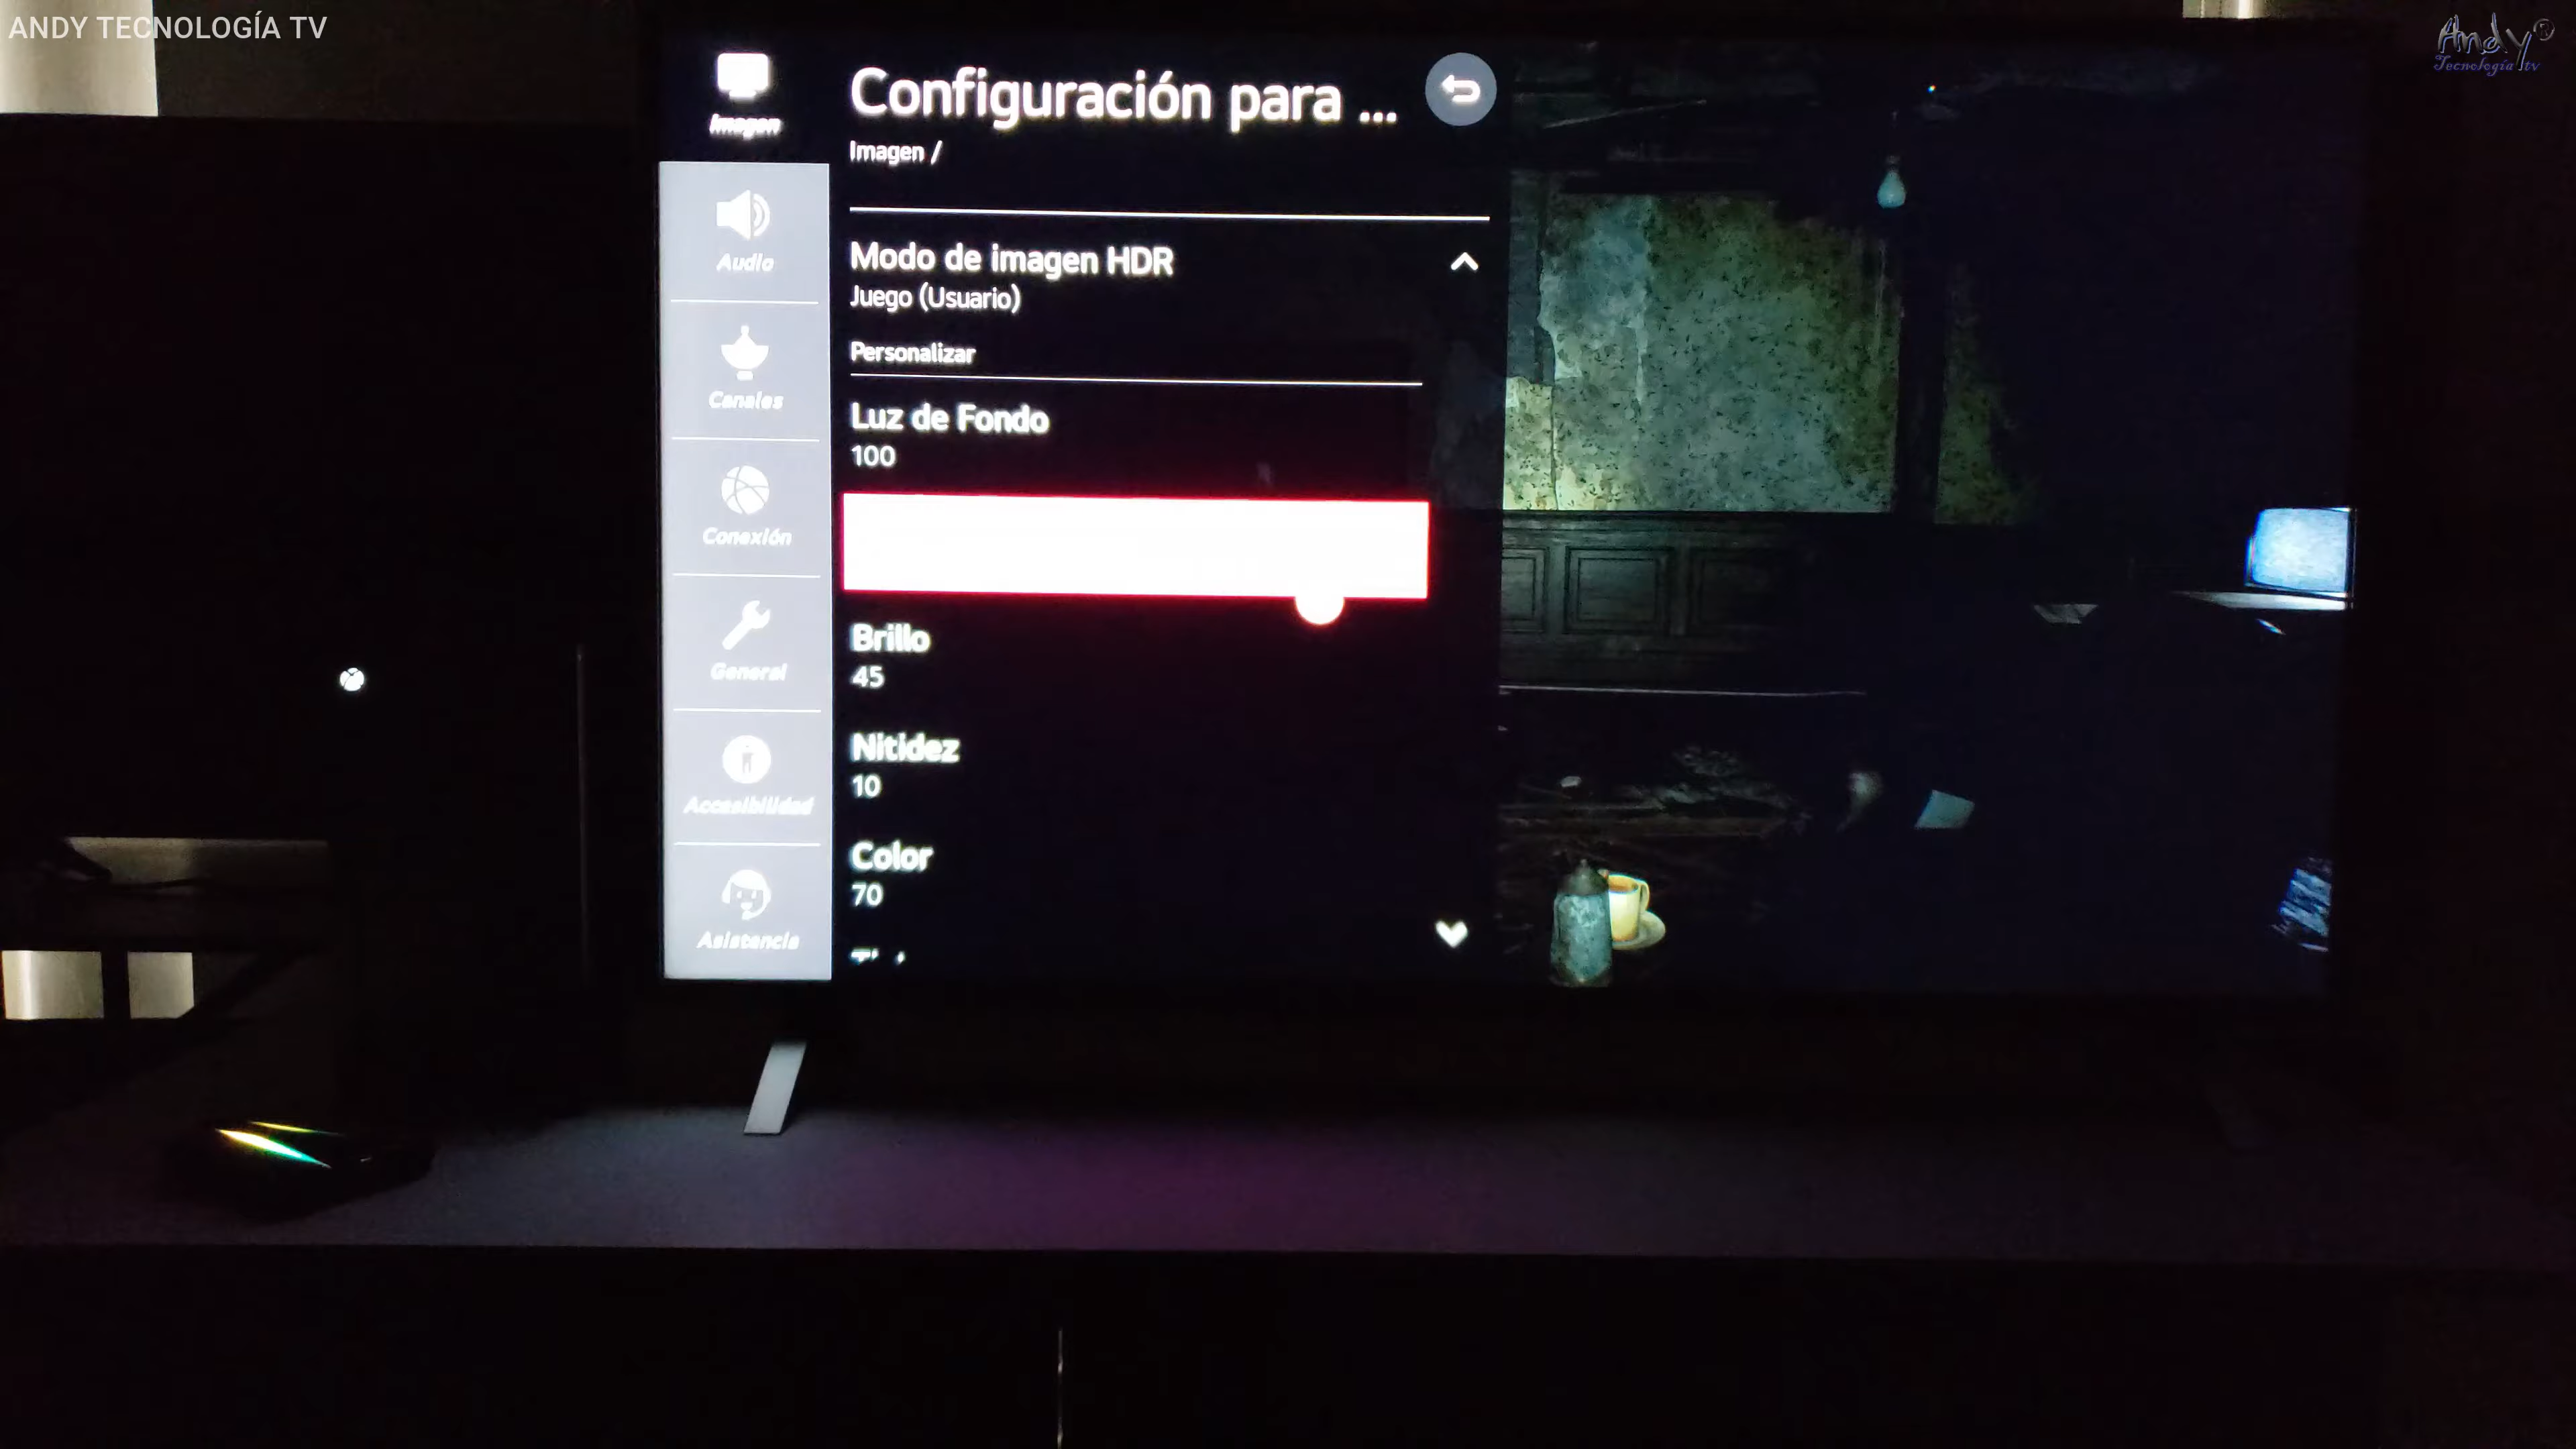 ANDY TECNOLOGÍA TV
Andy®
Tecnología tv
Imagen
Configuración para ...
Imagen /
Audio
Modo de imagen HDR
Juego (Usuario)
Personalizar
Canales
Luz de Fondo
100
Conexión
General
Brillo
45
Nitidez
10
Accesibilidad
Color
70
Asistencia